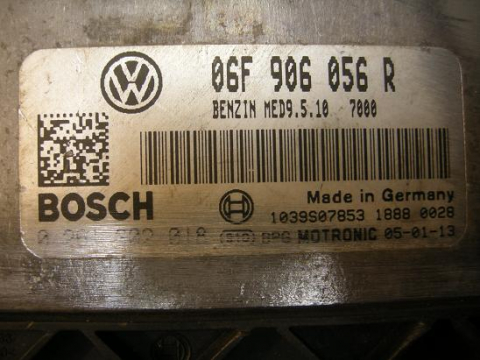 06F 906 056 R
BENZIN MED9.5.10 7000
BOSCH
Made in Germany
1039S07853 1888 0028
018 MOTRONIC 05-01-13